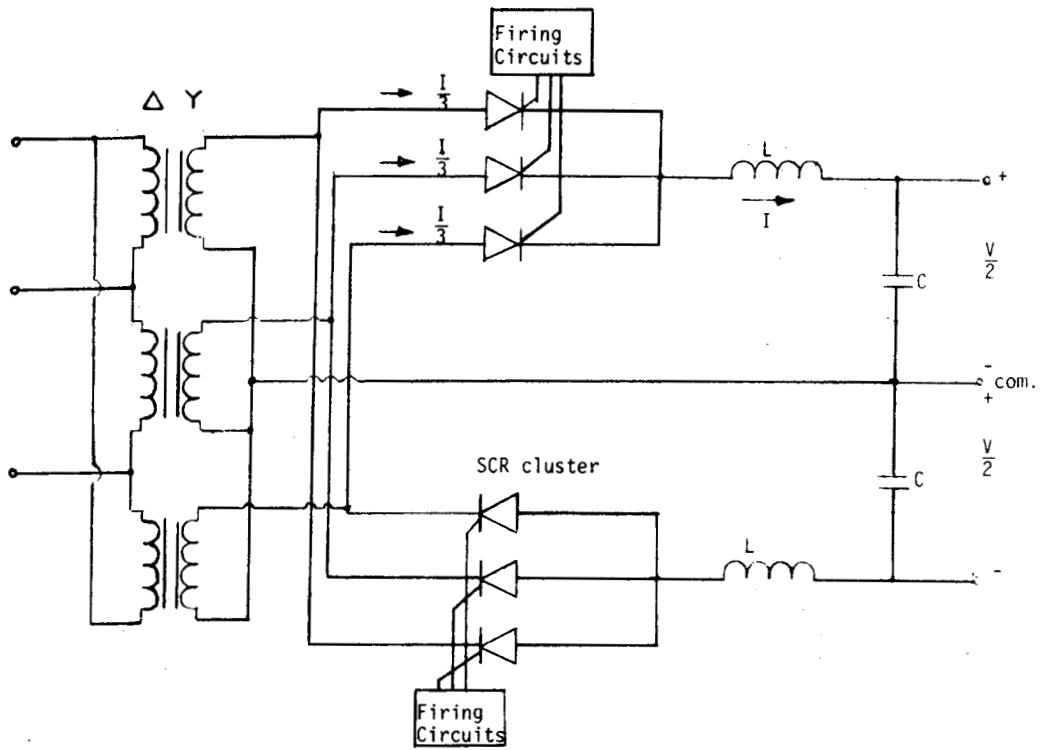 Firing
Circuits
Δ Y
I/3
I/3
I/3
L
I
+
V/2
C
-
com.
+
V/2
C
SCR cluster
L
-
Firing
Circuits